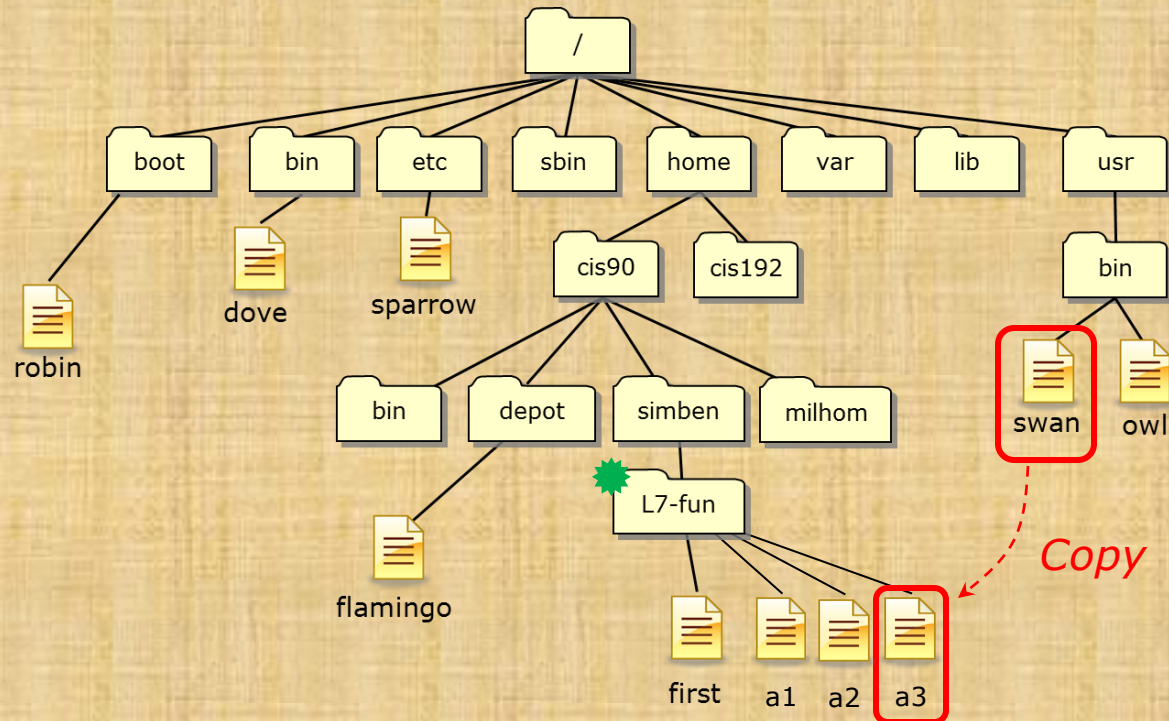 /
boot
bin
etc
sbin
home
var
lib
usr
cis90
cis192
bin
dove
sparrow
robin
bin
depot
simben
milhom
swan
owl
L7-fun
Copy
flamingo
first
a1
a2
a3